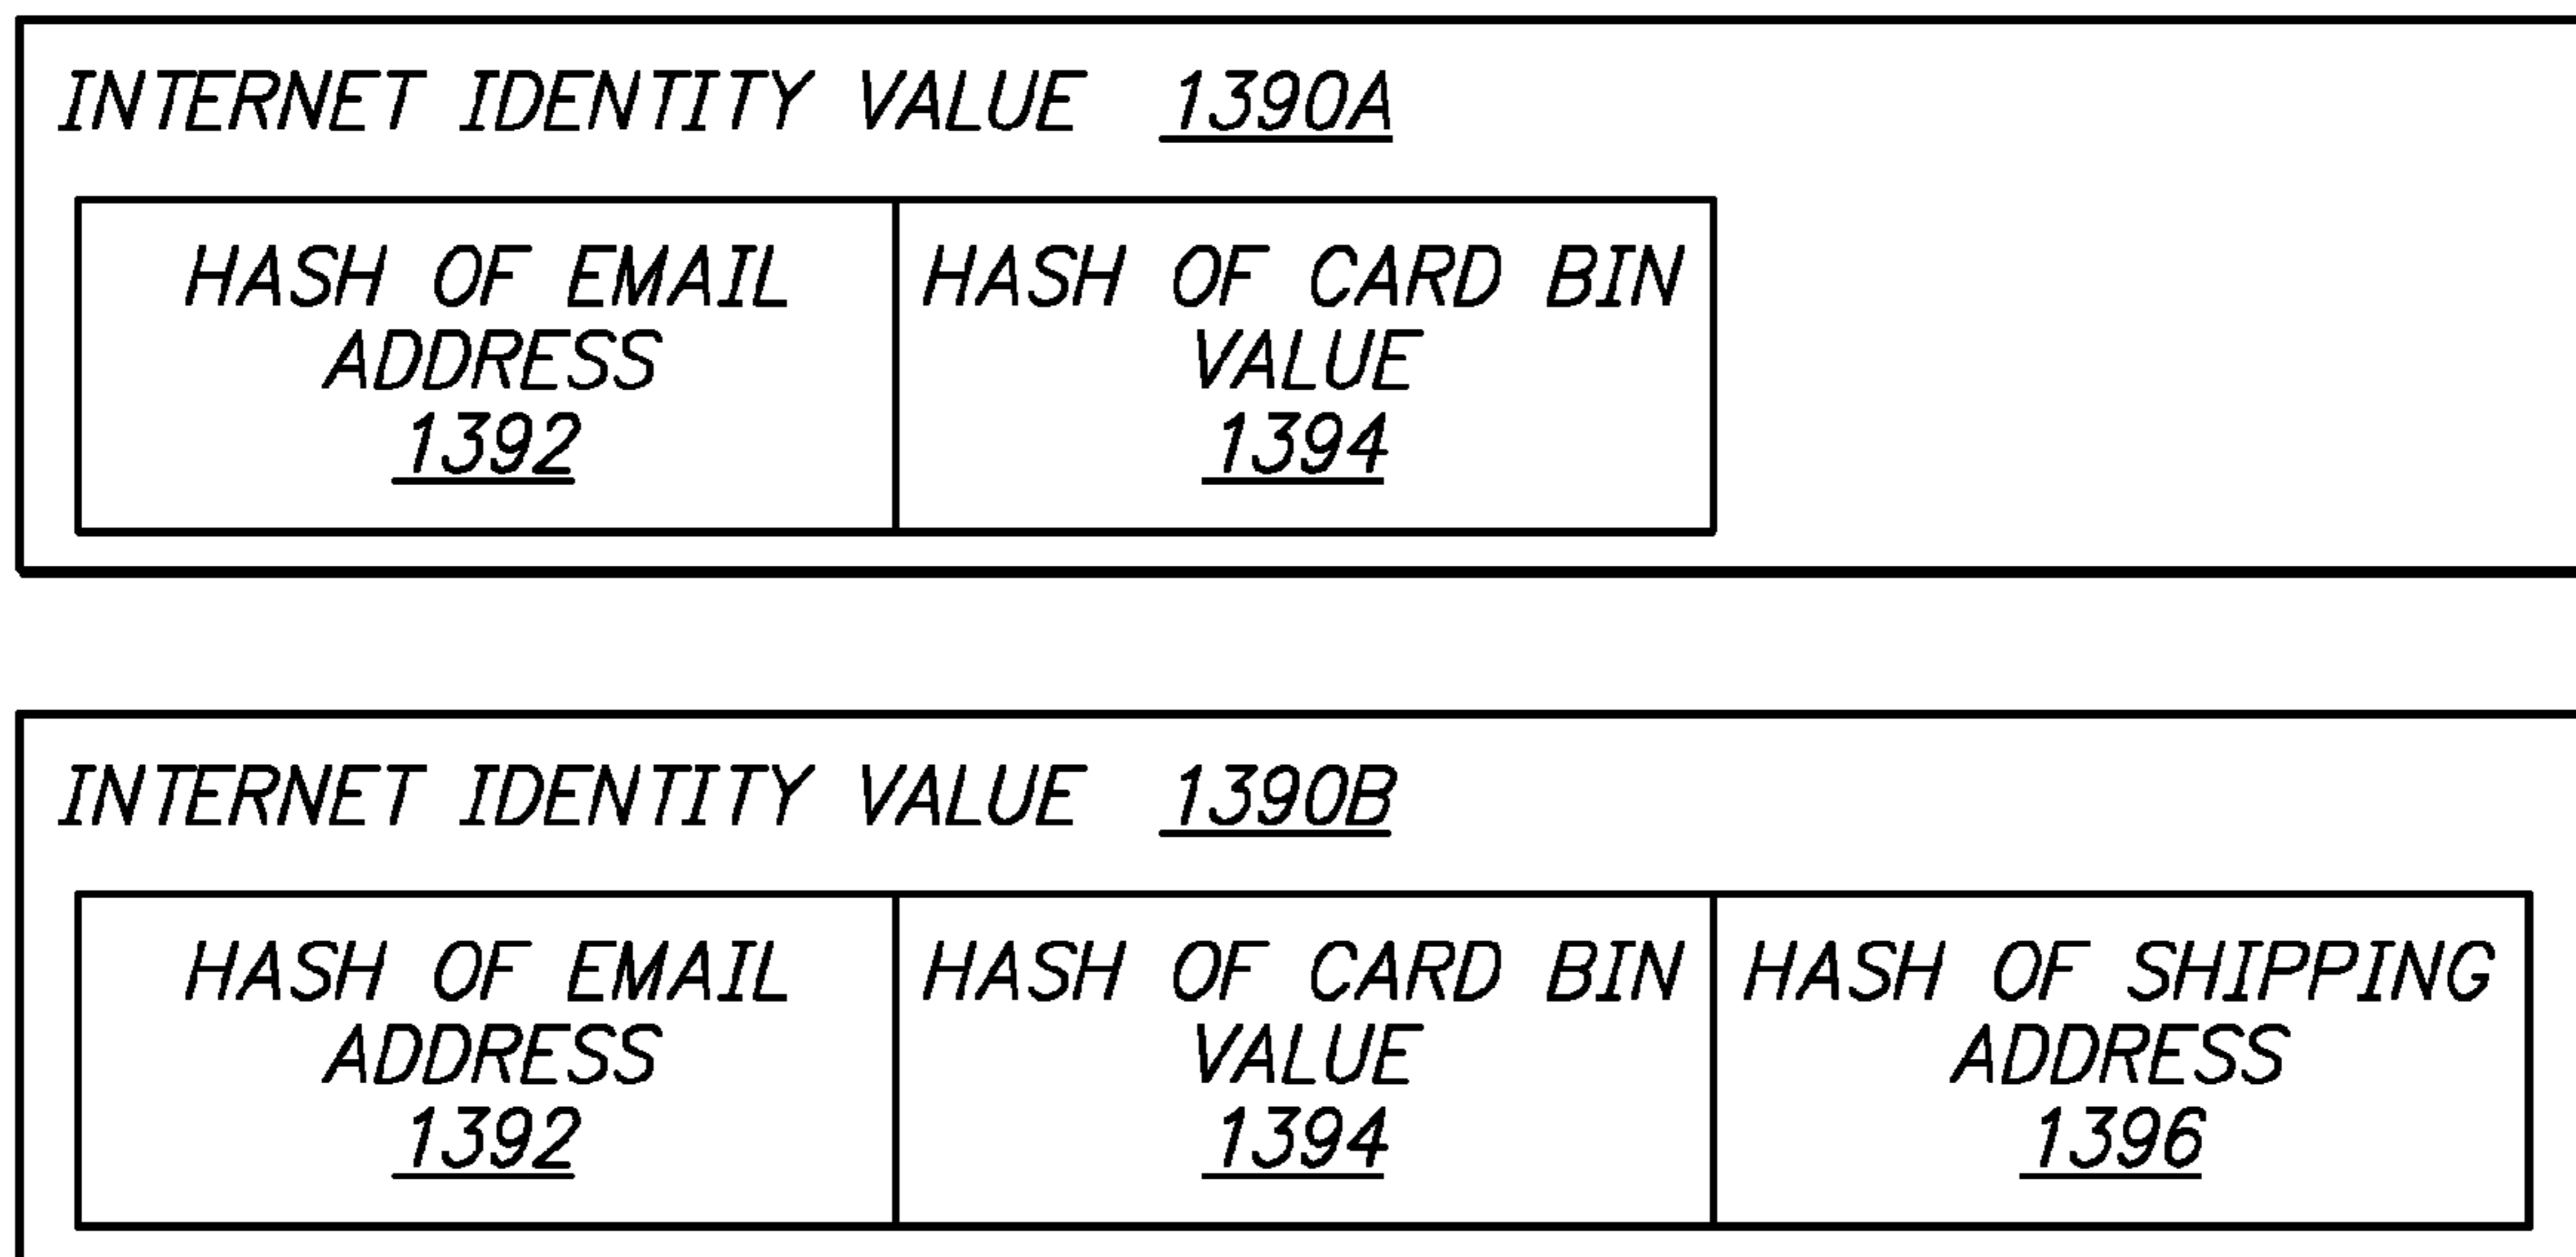 INTERNET IDENTITY VALUE 1390A
HASH OF EMAIL
ADDRESS
1392
HASH OF CARD BIN
VALUE
1394
INTERNET IDENTITY VALUE 1390B
HASH OF EMAIL
ADDRESS
1392
HASH OF CARD BIN
VALUE
1394
HASH OF SHIPPING
ADDRESS
1396